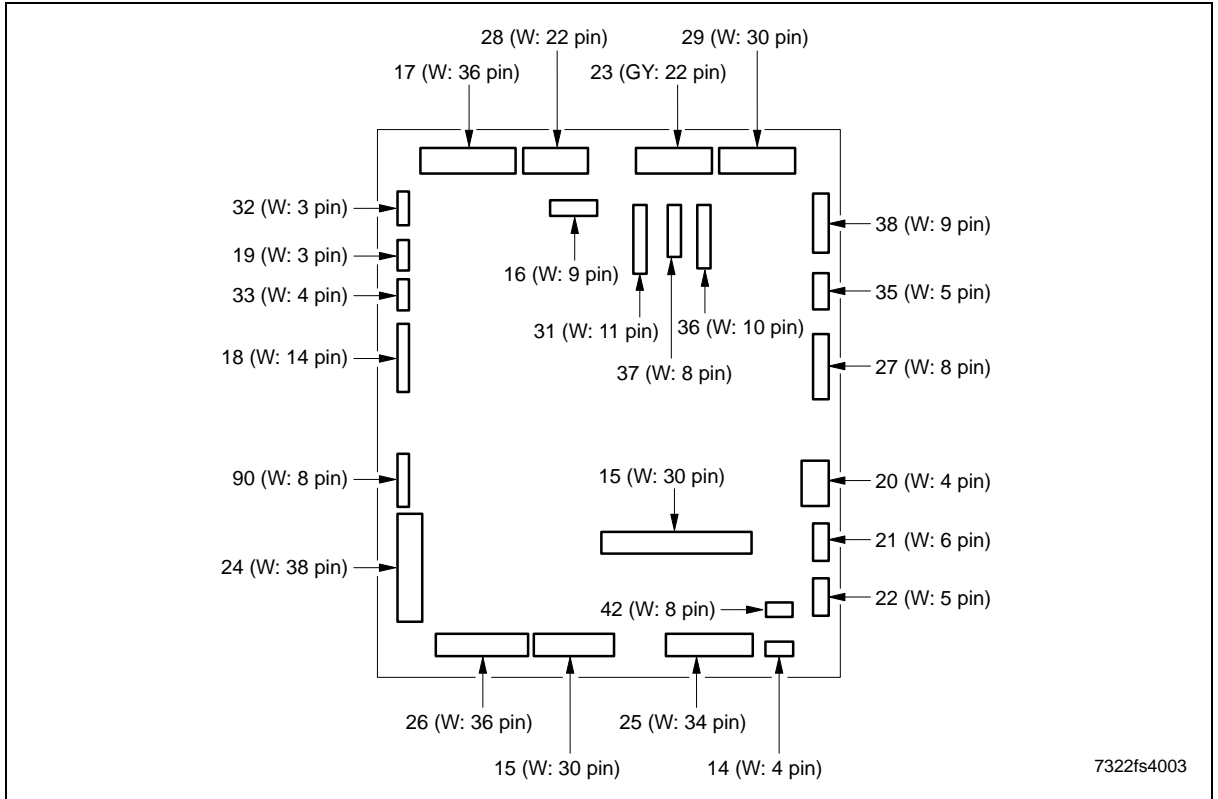 28 (W: 22 pin)
29 (W: 30 pin)
17 (W: 36 pin)
23 (GY: 22 pin)
32 (W: 3 pin)
38 (W: 9 pin)
19 (W: 3 pin)
16 (W: 9 pin)
33 (W: 4 pin)
35 (W: 5 pin)
31 (W: 11 pin)
36 (W: 10 pin)
18 (W: 14 pin)
37 (W: 8 pin)
27 (W: 8 pin)
90 (W: 8 pin)
15 (W: 30 pin)
20 (W: 4 pin)
21 (W: 6 pin)
24 (W: 38 pin)
42 (W: 8 pin)
22 (W: 5 pin)
26 (W: 36 pin)
25 (W: 34 pin)
15 (W: 30 pin)
14 (W: 4 pin)
7322fs4003